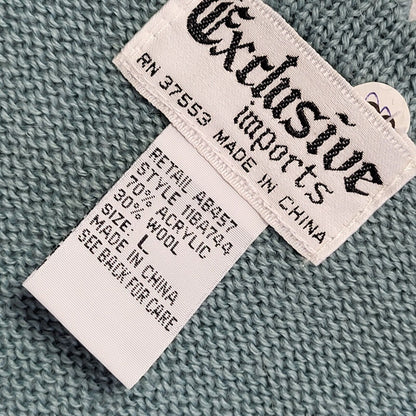 Exclusive
imports
RN 37553 MADE IN CHINA
RETAIL AB457
STYLE 118A744
70% ACRYLIC
30% WOOL
SIZE: L
MADE IN CHINA
SEE BACK FOR CARE